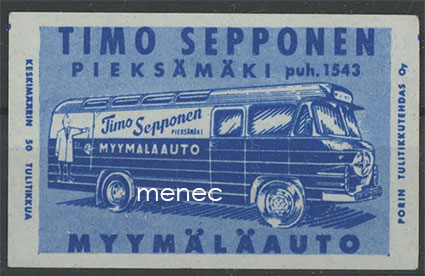 TIMO SEPPONEN
PIEKSÄMÄKI puh. 1543
KESKIMÄÄRIN 50 TULITIKKUA
Timo Sepponen
PIEKSÄMÄKI
MYYMÄLÄAUTO
menec
PORIN TULITIKKUTEHDAS Oy
MYYMÄLÄAUTO